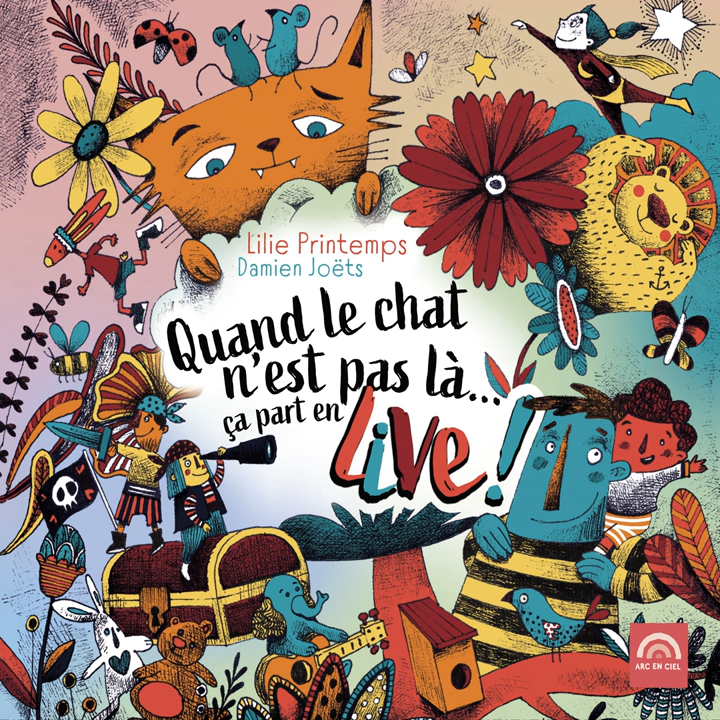 Lilie Printemps
Damien Joëts
Quand le chat
n'est pas là...
ça part en
Live!
ARC EN CIEL